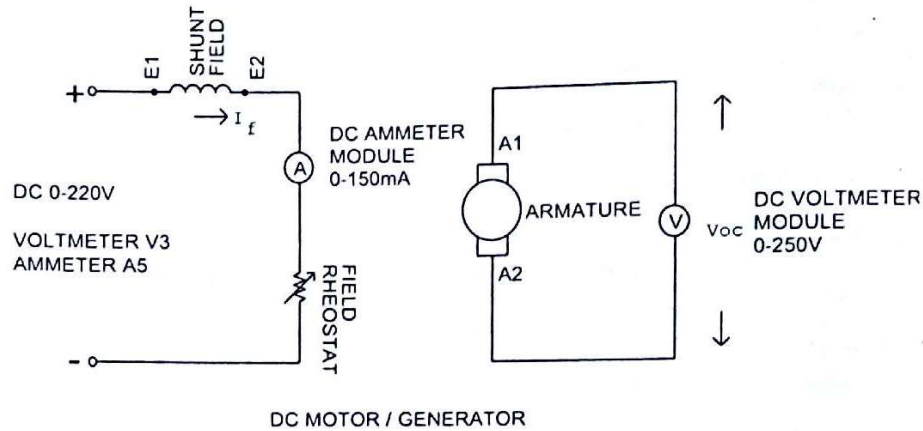 E1
SHUNT
FIELD
E2
+
I f
DC AMMETER
MODULE
0-150mA
A
DC 0-220V
VOLTMETER V3
AMMETER A5
FIELD
RHEOSTAT
-
A1
ARMATURE
A2
V
Voc
DC VOLTMETER
MODULE
0-250V
DC MOTOR / GENERATOR